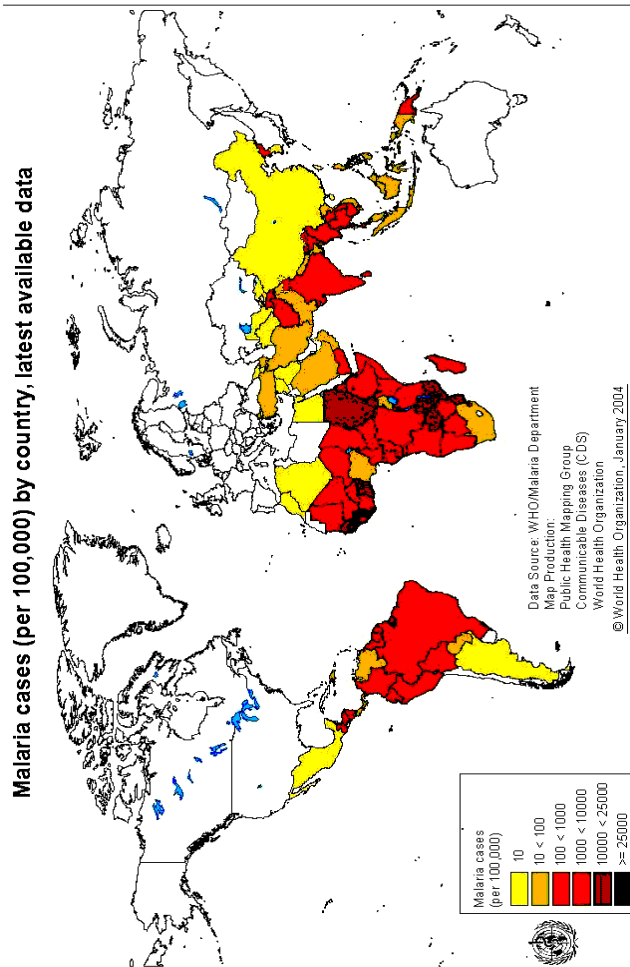 Malaria cases (per 100,000) by country, latest available data
Malaria cases
(per 100,000)
10
10 < 100
100 < 1000
1000 < 10000
10000 < 25000
>= 25000
Data Source: WHO/Malaria Department
Map Production:
Public Health Mapping Group
Communicable Diseases (CDS)
World Health Organization
© World Health Organization, January 2004